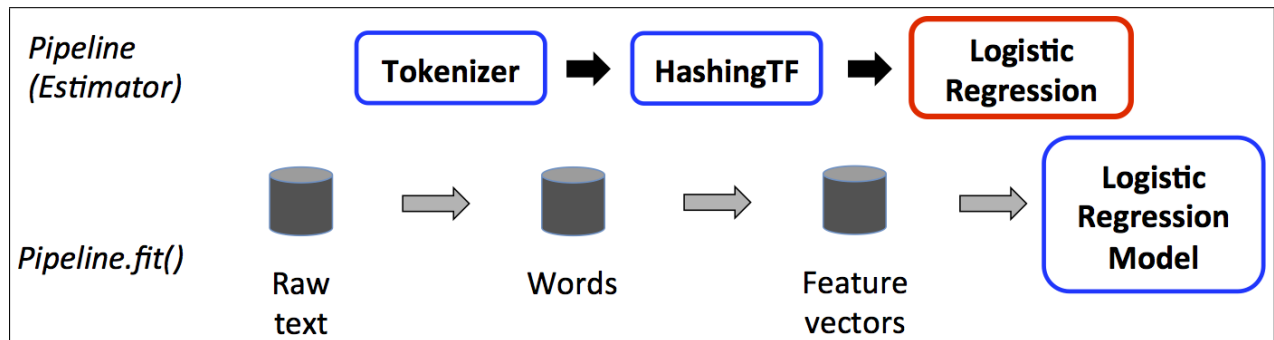 Pipeline
(Estimator)
Tokenizer
HashingTF
Logistic
Regression
Pipeline.fit()
Raw
text
Words
Feature
vectors
Logistic
Regression
Model